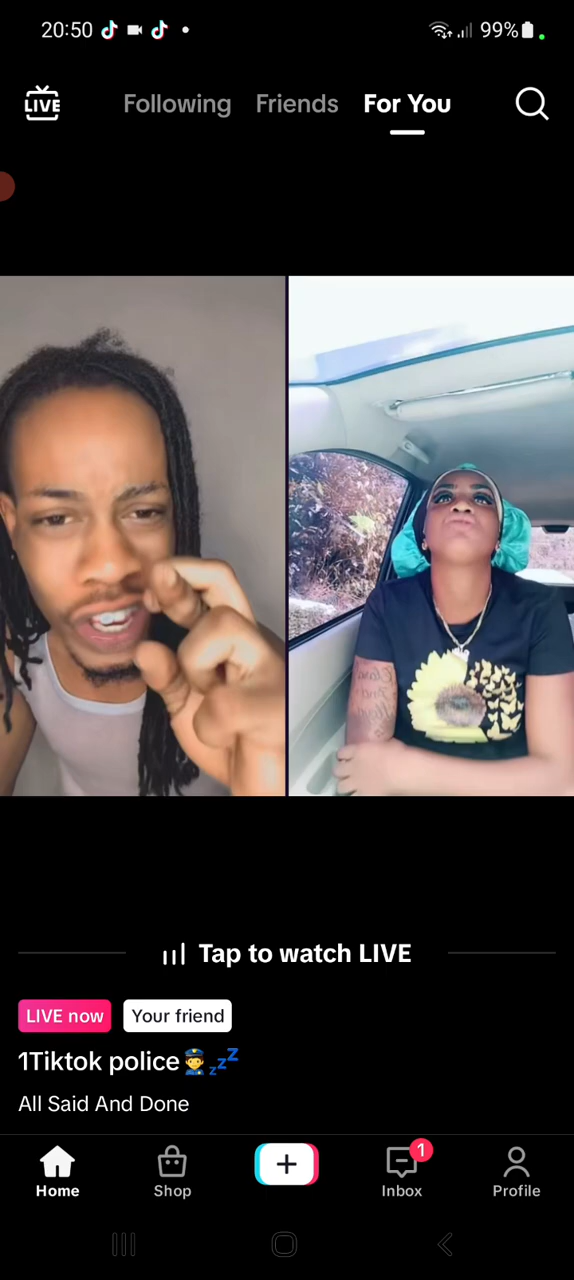 20:50
99%
LIVE
Following
Friends
For You
Tap to watch LIVE
LIVE now
Your friend
1Tiktok police👮💤
All Said And Done
1
Home
Shop
Inbox
Profile